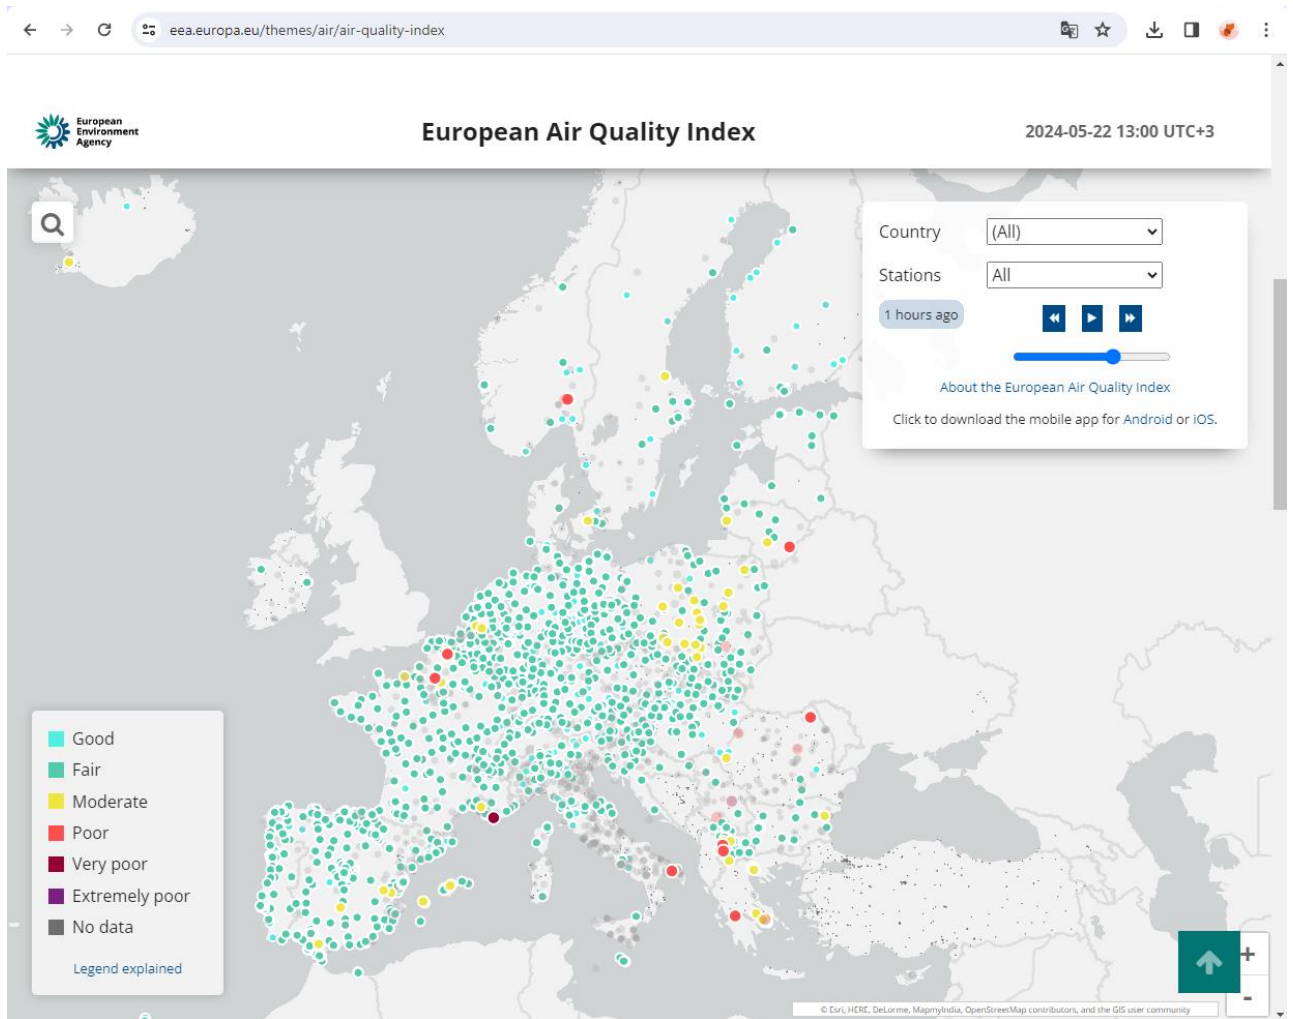 eea.europa.eu/themes/air/air-quality-index
European
Environment
Agency
European Air Quality Index
2024-05-22 13:00 UTC+3
Country (All)
Stations All
1 hours ago
About the European Air Quality Index
Click to download the mobile app for Android or iOS.
Good
Fair
Moderate
Poor
Very poor
Extremely poor
No data
Legend explained
+
-
© Esri, HERE, DeLorme, MapmyIndia, OpenStreetMap contributors, and the GIS user community